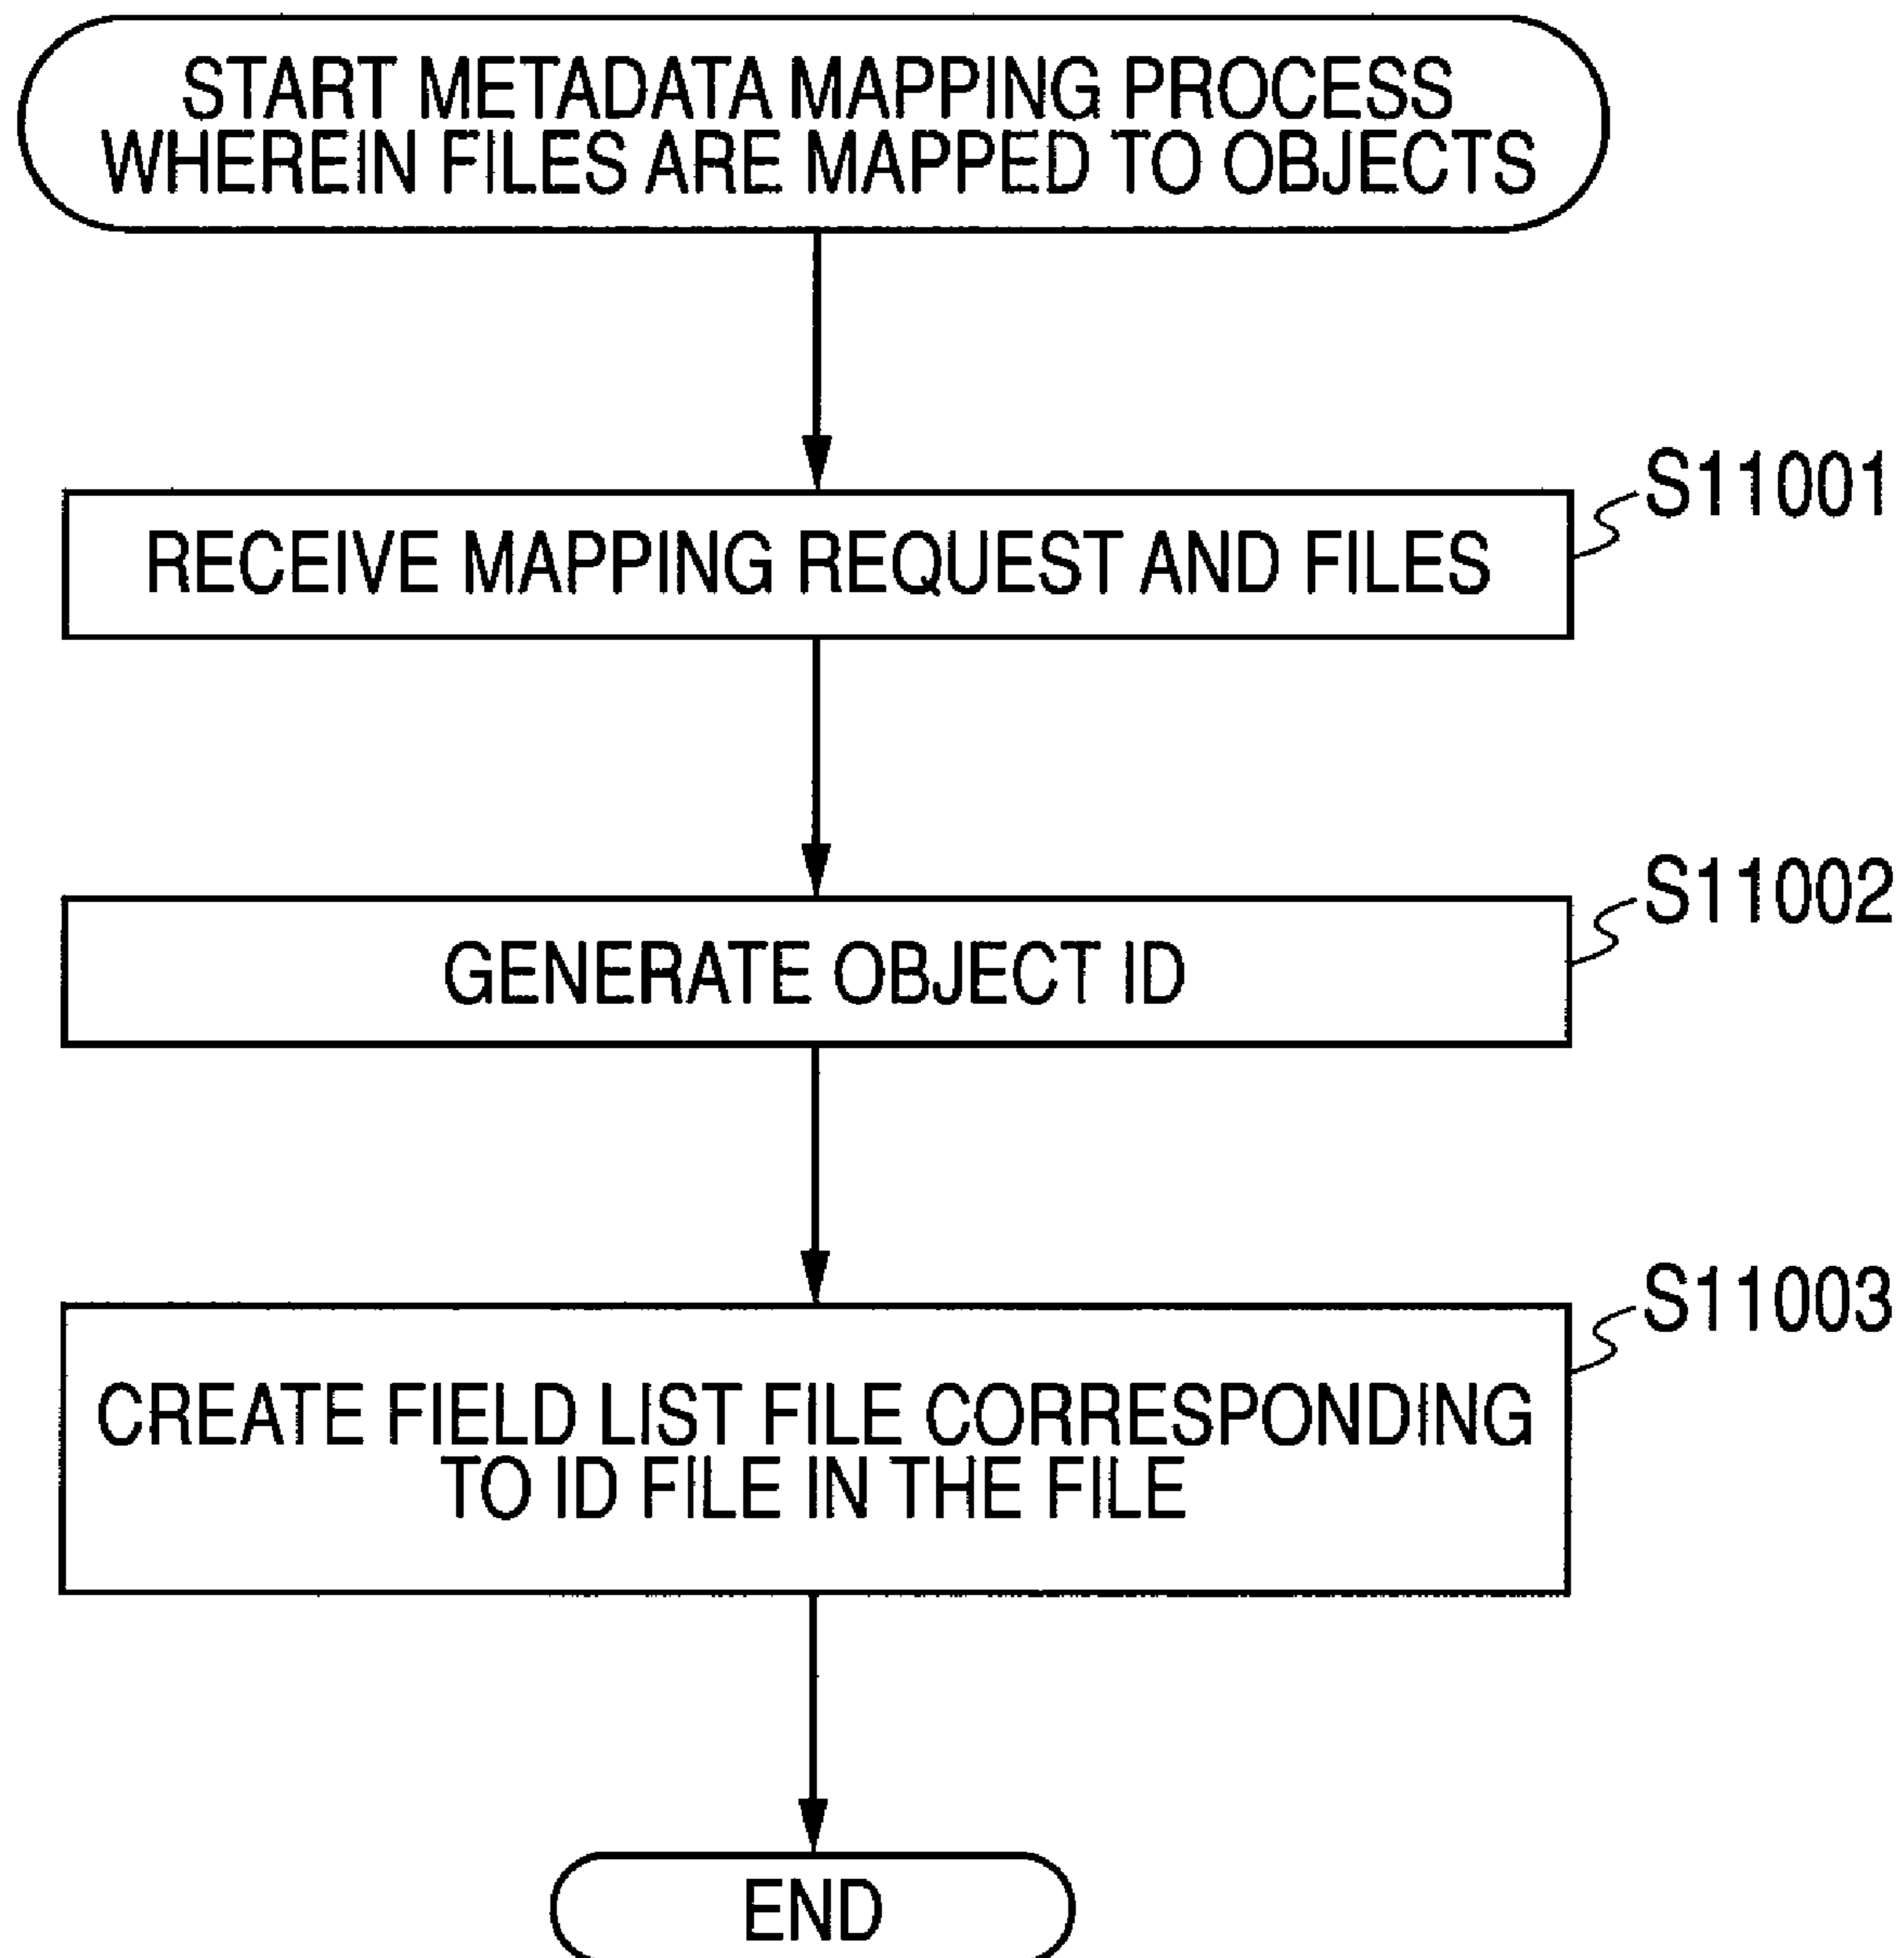 START METADATA MAPPING PROCESS
WHEREIN FILES ARE MAPPED TO OBJECTS
S11001
RECEIVE MAPPING REQUEST AND FILES
S11002
GENERATE OBJECT ID
S11003
CREATE FIELD LIST FILE CORRESPONDING
TO ID FILE IN THE FILE
END